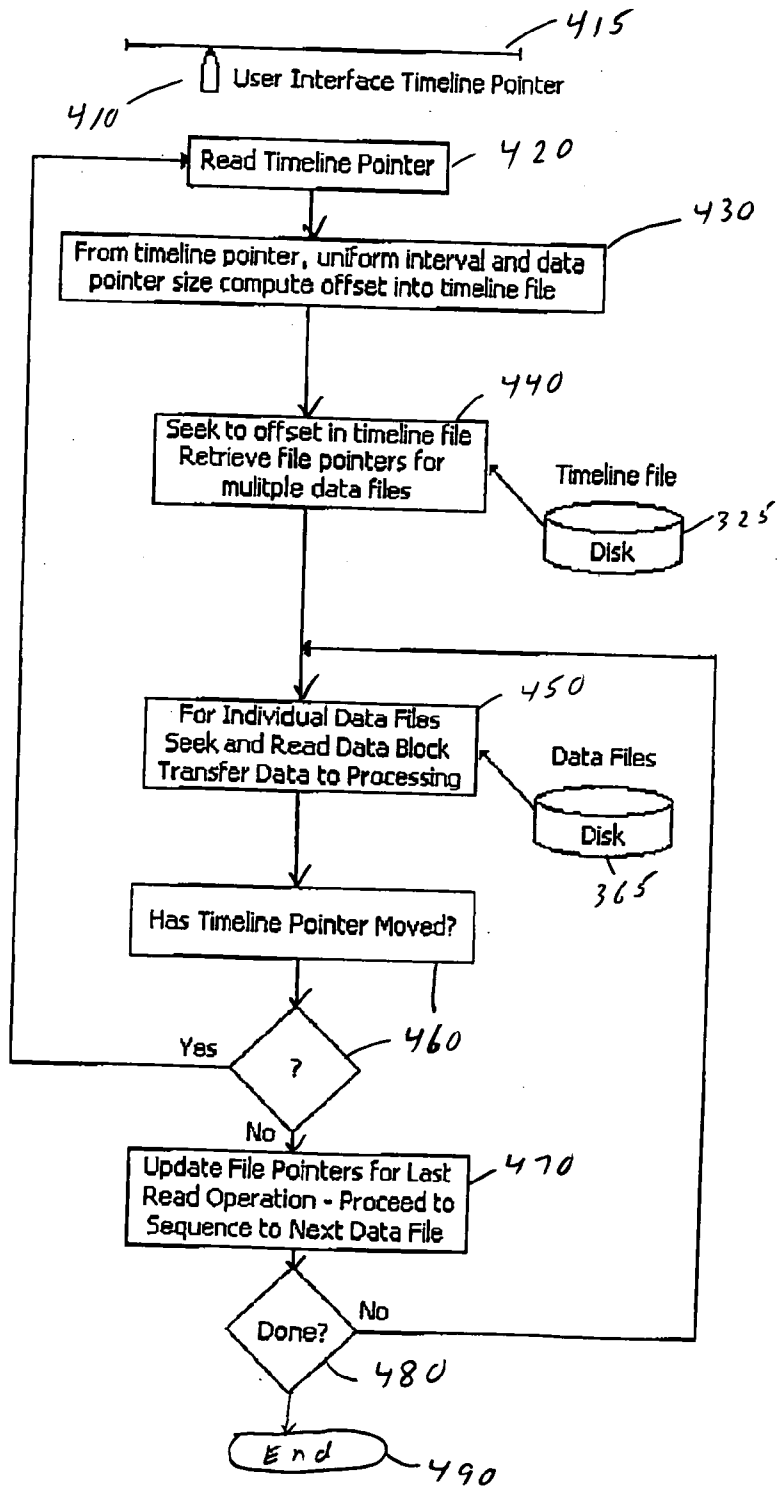 415
User Interface Timeline Pointer
410
Read Timeline Pointer
420
430
From timeline pointer, uniform interval and data
pointer size compute offset into timeline file
440
Seek to offset in timeline file
Retrieve file pointers for
mulitple data files
Timeline file
325
Disk
450
For Individual Data Files
Seek and Read Data Block
Transfer Data to Processing
Data Files
Disk
365
Has Timeline Pointer Moved?
460
Yes
?
No
Update File Pointers for Last
Read Operation - Proceed to
Sequence to Next Data File
470
No
Done?
480
End
490